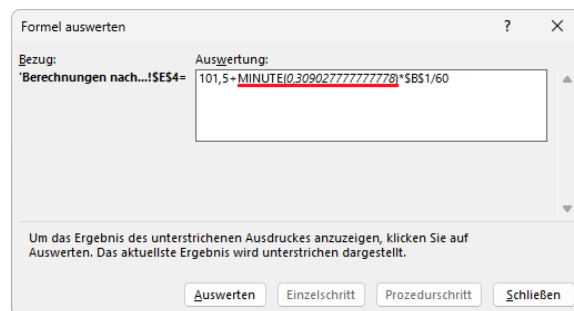 Formel auswerten ? ×
Bezug: Auswertung:
'Berechnungen nach...!$E$4= 101,5+MINUTE(0,309027777777778)*$B$1/60
Um das Ergebnis des unterstrichenen Ausdruckes anzuzeigen, klicken Sie auf
Auswerten. Das aktuellste Ergebnis wird unterstrichen dargestellt.
Auswerten Einzelschritt Prozedurschritt Schließen